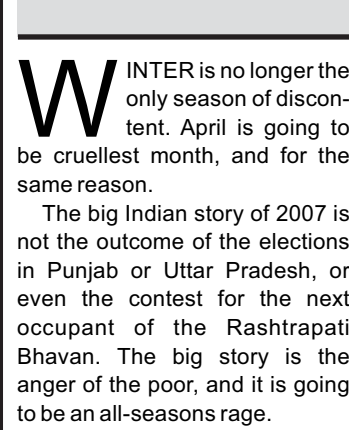 WINTER is no longer the
only season of discon-
tent. April is going to
be cruellest month, and for the
same reason.
The big Indian story of 2007 is
not the outcome of the elections
in Punjab or Uttar Pradesh, or
even the contest for the next
occupant of the Rashtrapati
Bhavan. The big story is the
anger of the poor, and it is going
to be an all-seasons rage.